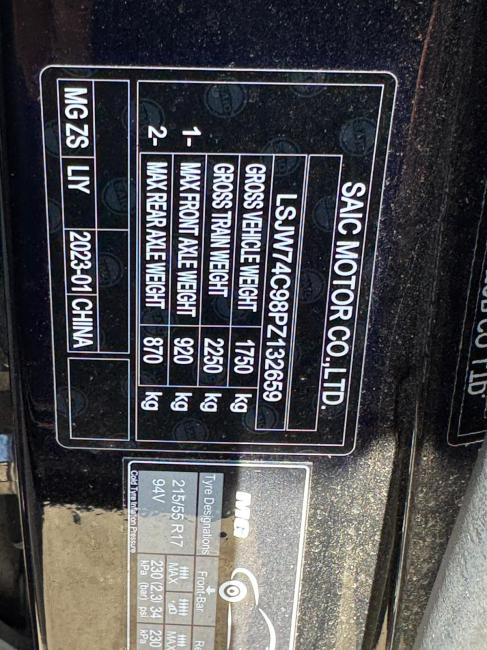 SAIC MOTOR CO.,LTD.
LSJW74C98PZ132659
GROSS VEHICLE WEIGHT 1750 kg
GROSS TRAIN WEIGHT 2250 kg
1- MAX FRONT AXLE WEIGHT 920 kg
2- MAX REAR AXLE WEIGHT 870 kg
MG ZS LIY 2023-01 CHINA
MG
Tyre Designations Front-Bar
215/55 R17
94V
MAX
230 (2.3) 34 230
kPa (bar) psi kPa
Cold Tyre Inflation Pressure
CO LTD